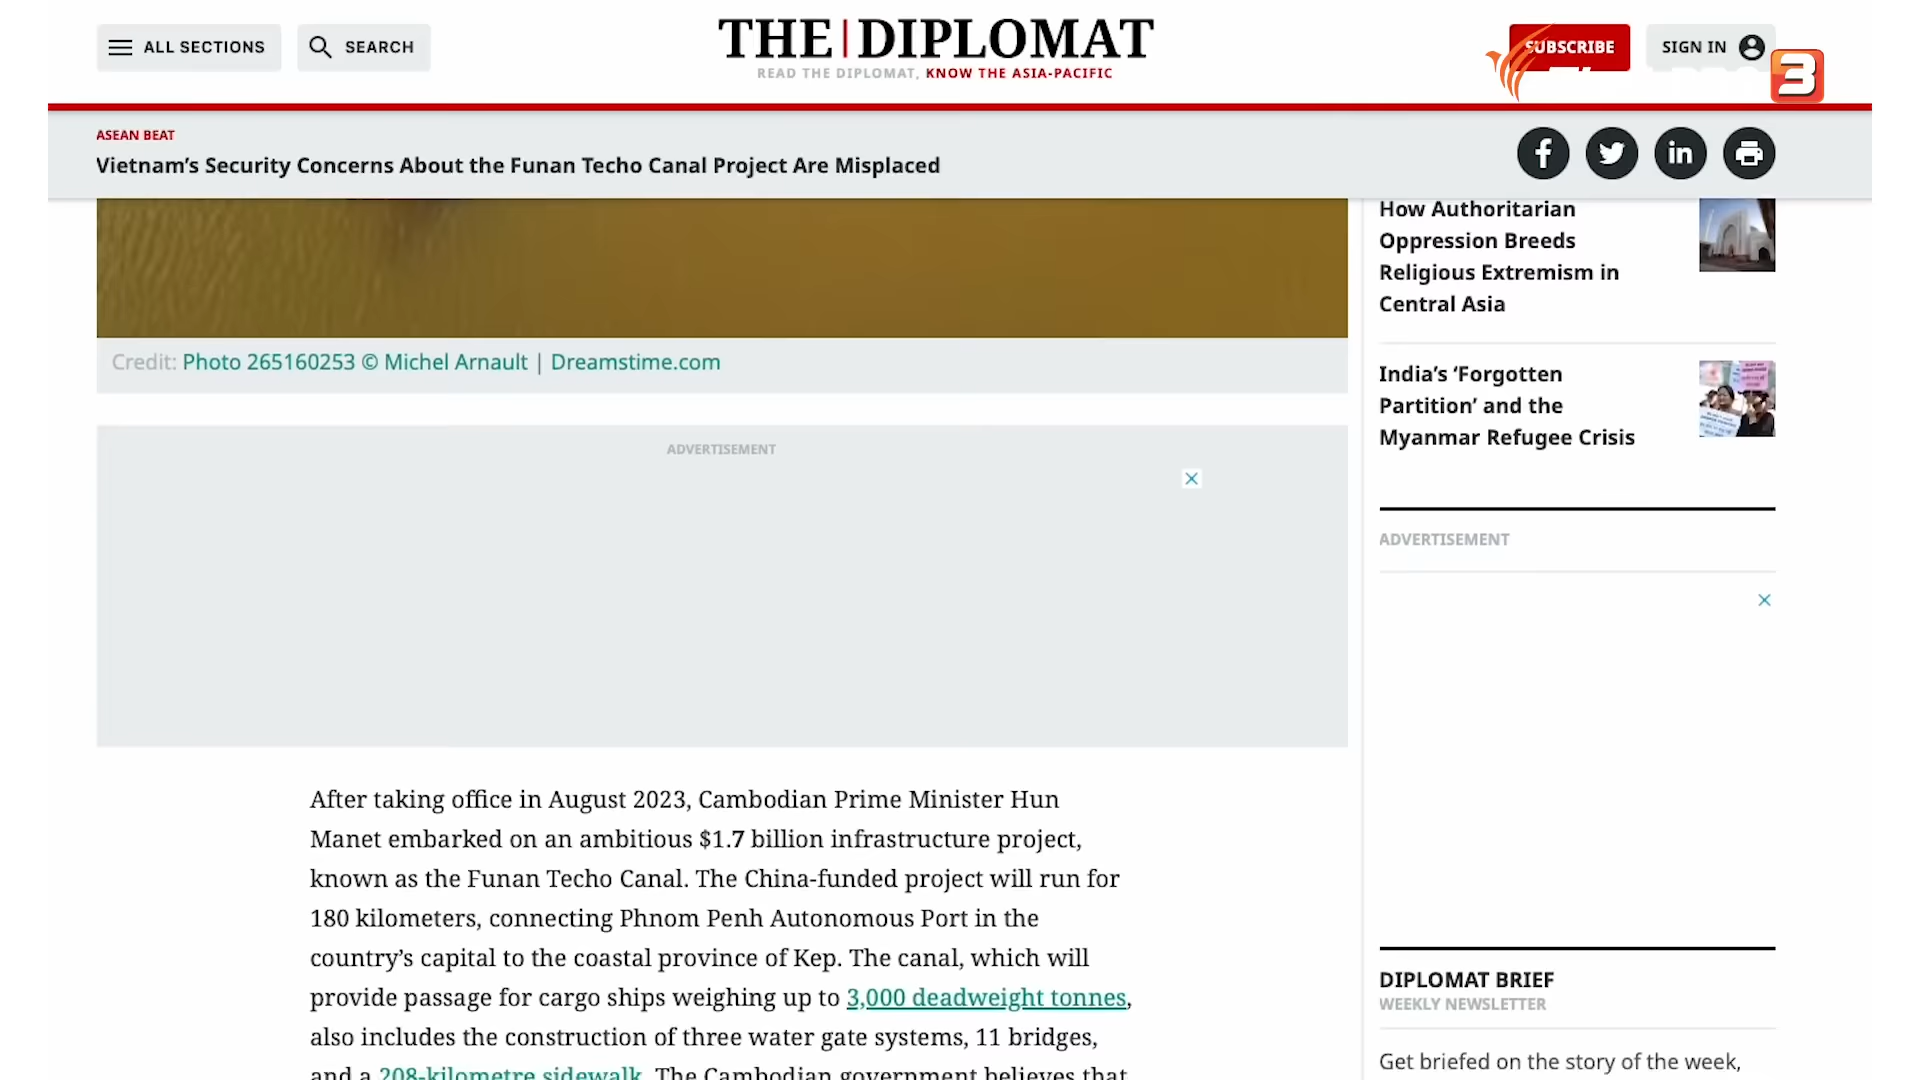 ALL SECTIONS
SEARCH
THE|DIPLOMAT
READ THE DIPLOMAT, KNOW THE ASIA-PACIFIC
SUBSCRIBE
SIGN IN
3
ASEAN BEAT
Vietnam’s Security Concerns About the Funan Techo Canal Project Are Misplaced
Credit: Photo 265160253 © Michel Arnault | Dreamstime.com
ADVERTISEMENT
After taking office in August 2023, Cambodian Prime Minister Hun
Manet embarked on an ambitious $1.7 billion infrastructure project,
known as the Funan Techo Canal. The China-funded project will run for
180 kilometers, connecting Phnom Penh Autonomous Port in the
country’s capital to the coastal province of Kep. The canal, which will
provide passage for cargo ships weighing up to 3,000 deadweight tonnes,
also includes the construction of three water gate systems, 11 bridges,
and a 208-kilometre sidewalk. The Cambodian government believes that
How Authoritarian
Oppression Breeds
Religious Extremism in
Central Asia
India’s ‘Forgotten
Partition’ and the
Myanmar Refugee Crisis
ADVERTISEMENT
DIPLOMAT BRIEF
WEEKLY NEWSLETTER
Get briefed on the story of the week,